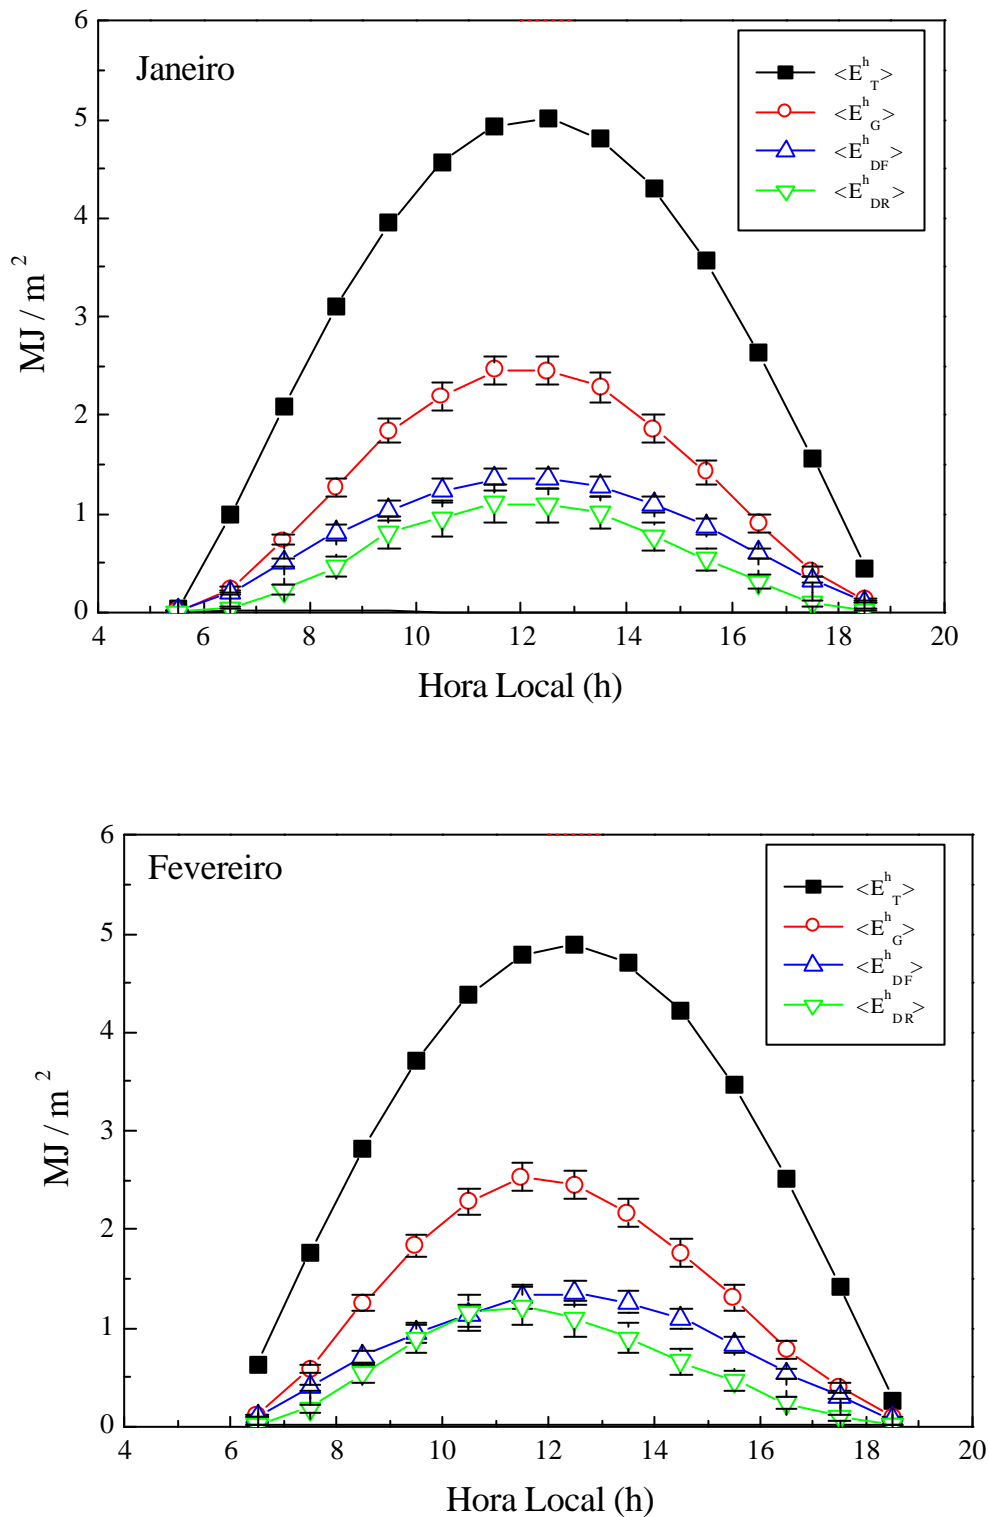 Janeiro
<E^h_T>
<E^h_G>
<E^h_DF>
<E^h_DR>
6
5
4
3
2
1
0
MJ / m²
4 6 8 10 12 14 16 18 20
Hora Local (h)
Fevereiro
<E^h_T>
<E^h_G>
<E^h_DF>
<E^h_DR>
6
5
4
3
2
1
0
MJ / m²
4 6 8 10 12 14 16 18 20
Hora Local (h)